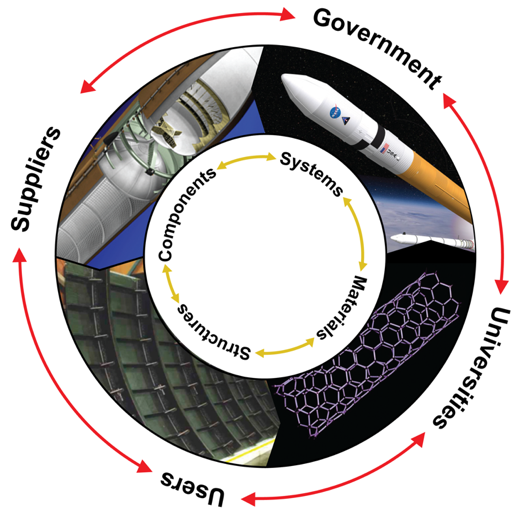 Government
Universities
Users
Suppliers
Systems
Materials
Structures
Components